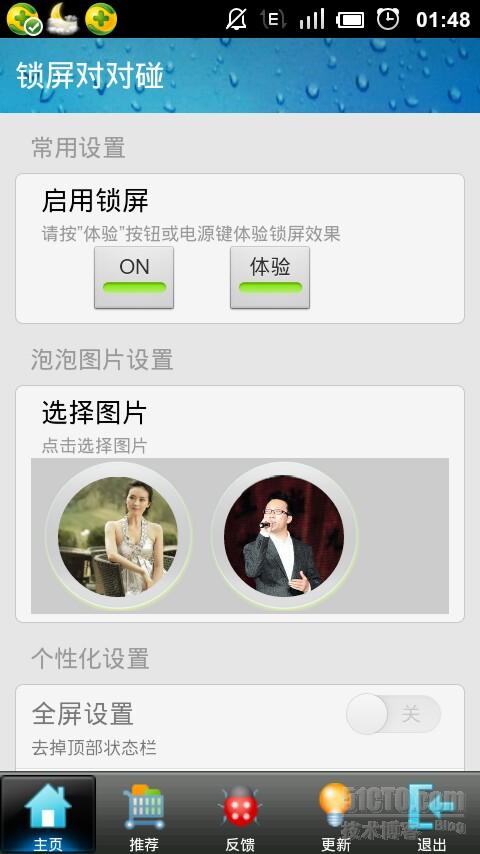 E 01:48
锁屏对对碰
常用设置
启用锁屏
请按”体验”按钮或电源键体验锁屏效果
ON 体验
泡泡图片设置
选择图片
点击选择图片
个性化设置
全屏设置 关
去掉顶部状态栏
51CTO.com
技术博客 Blog
主页 推荐 反馈 更新 退出